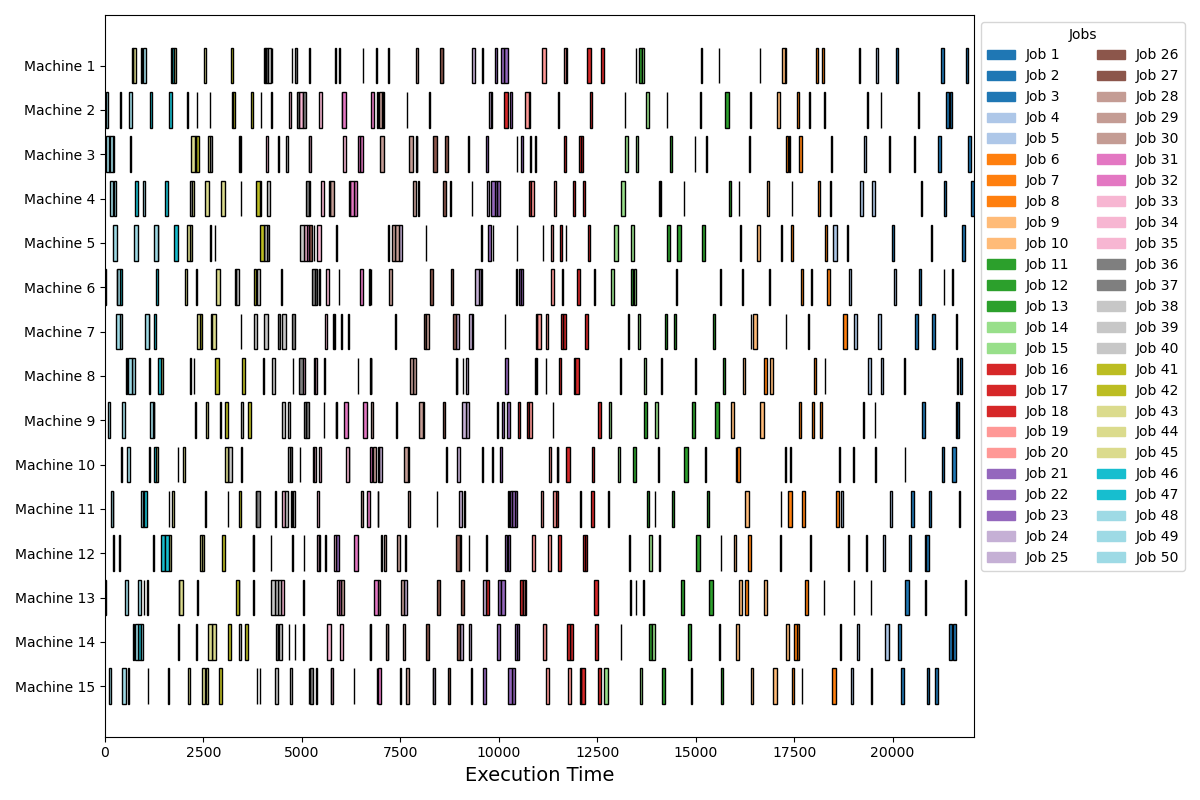 Machine 1
Machine 2
Machine 3
Machine 4
Machine 5
Machine 6
Machine 7
Machine 8
Machine 9
Machine 10
Machine 11
Machine 12
Machine 13
Machine 14
Machine 15
0 2500 5000 7500 10000 12500 15000 17500 20000
Execution Time
Jobs
Job 1 Job 26
Job 2 Job 27
Job 3 Job 28
Job 4 Job 29
Job 5 Job 30
Job 6 Job 31
Job 7 Job 32
Job 8 Job 33
Job 9 Job 34
Job 10 Job 35
Job 11 Job 36
Job 12 Job 37
Job 13 Job 38
Job 14 Job 39
Job 15 Job 40
Job 16 Job 41
Job 17 Job 42
Job 18 Job 43
Job 19 Job 44
Job 20 Job 45
Job 21 Job 46
Job 22 Job 47
Job 23 Job 48
Job 24 Job 49
Job 25 Job 50